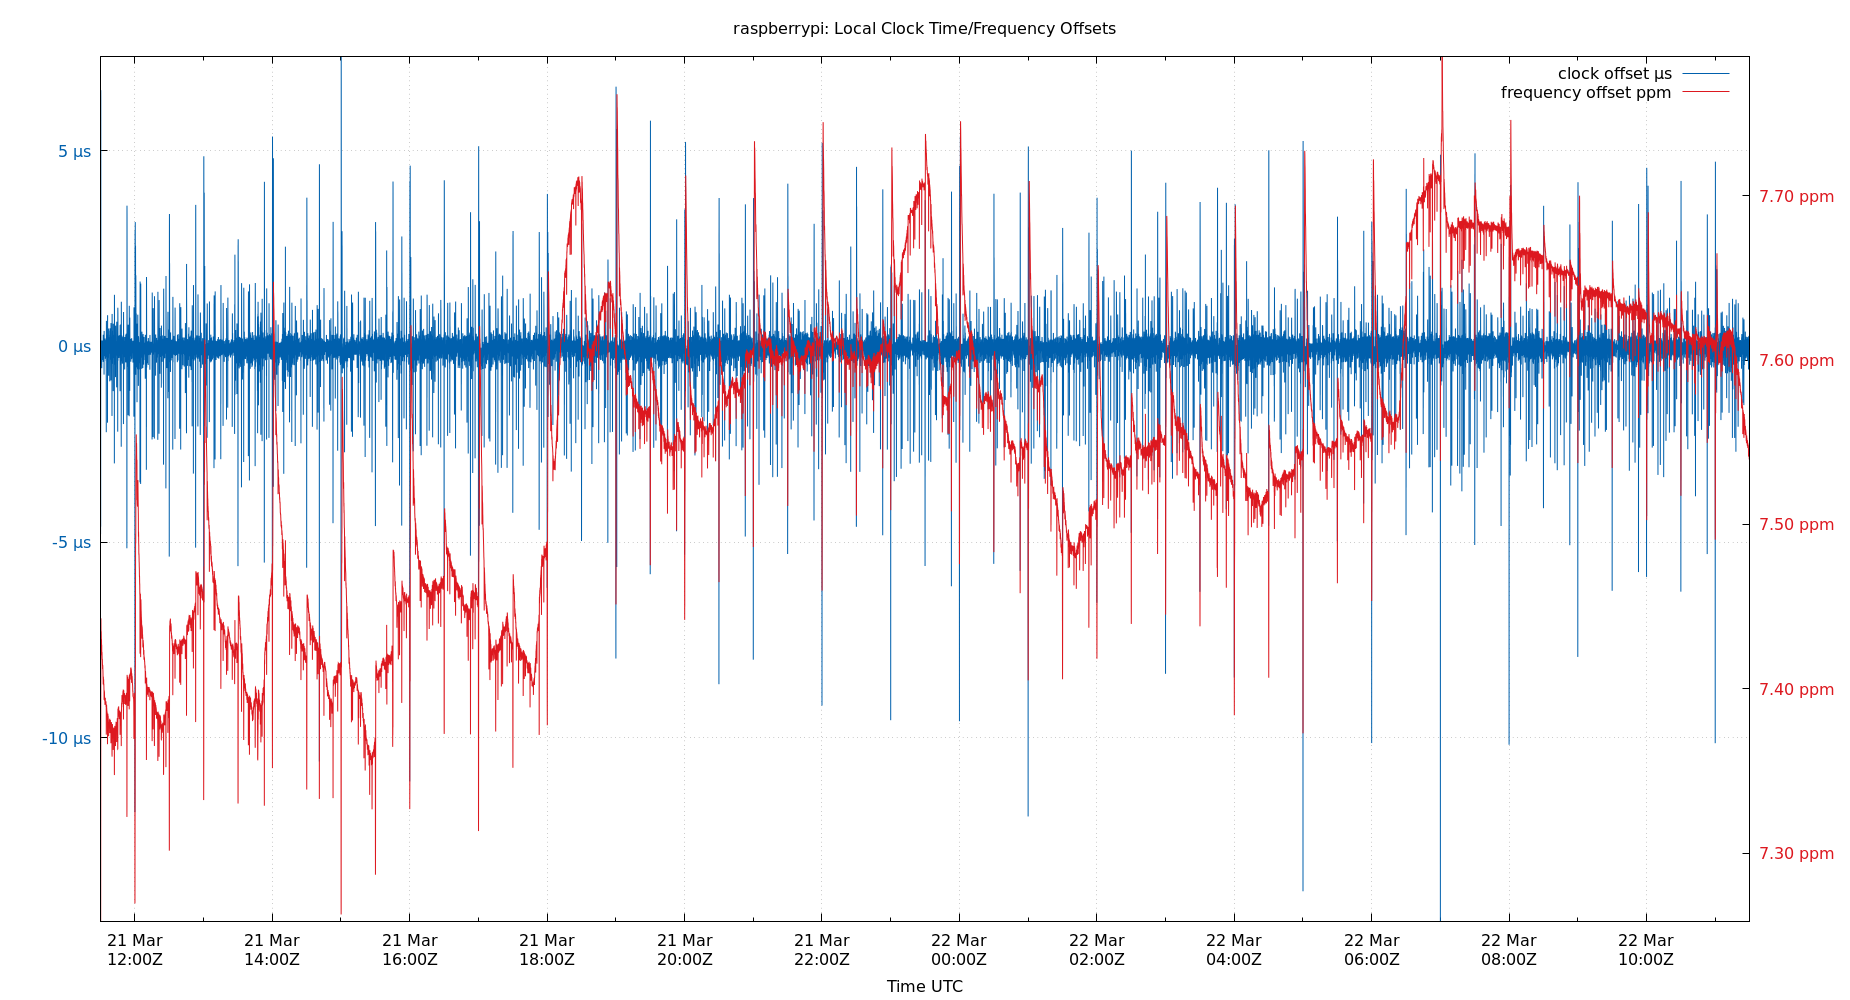 raspberrypi: Local Clock Time/Frequency Offsets
clock offset µs
frequency offset ppm
5 µs
0 µs
-5 µs
-10 µs
7.70 ppm
7.60 ppm
7.50 ppm
7.40 ppm
7.30 ppm
21 Mar 21 Mar 21 Mar 21 Mar 21 Mar 21 Mar 22 Mar 22 Mar 22 Mar 22 Mar 22 Mar 22 Mar
12:00Z 14:00Z 16:00Z 18:00Z 20:00Z 22:00Z 00:00Z 02:00Z 04:00Z 06:00Z 08:00Z 10:00Z
Time UTC